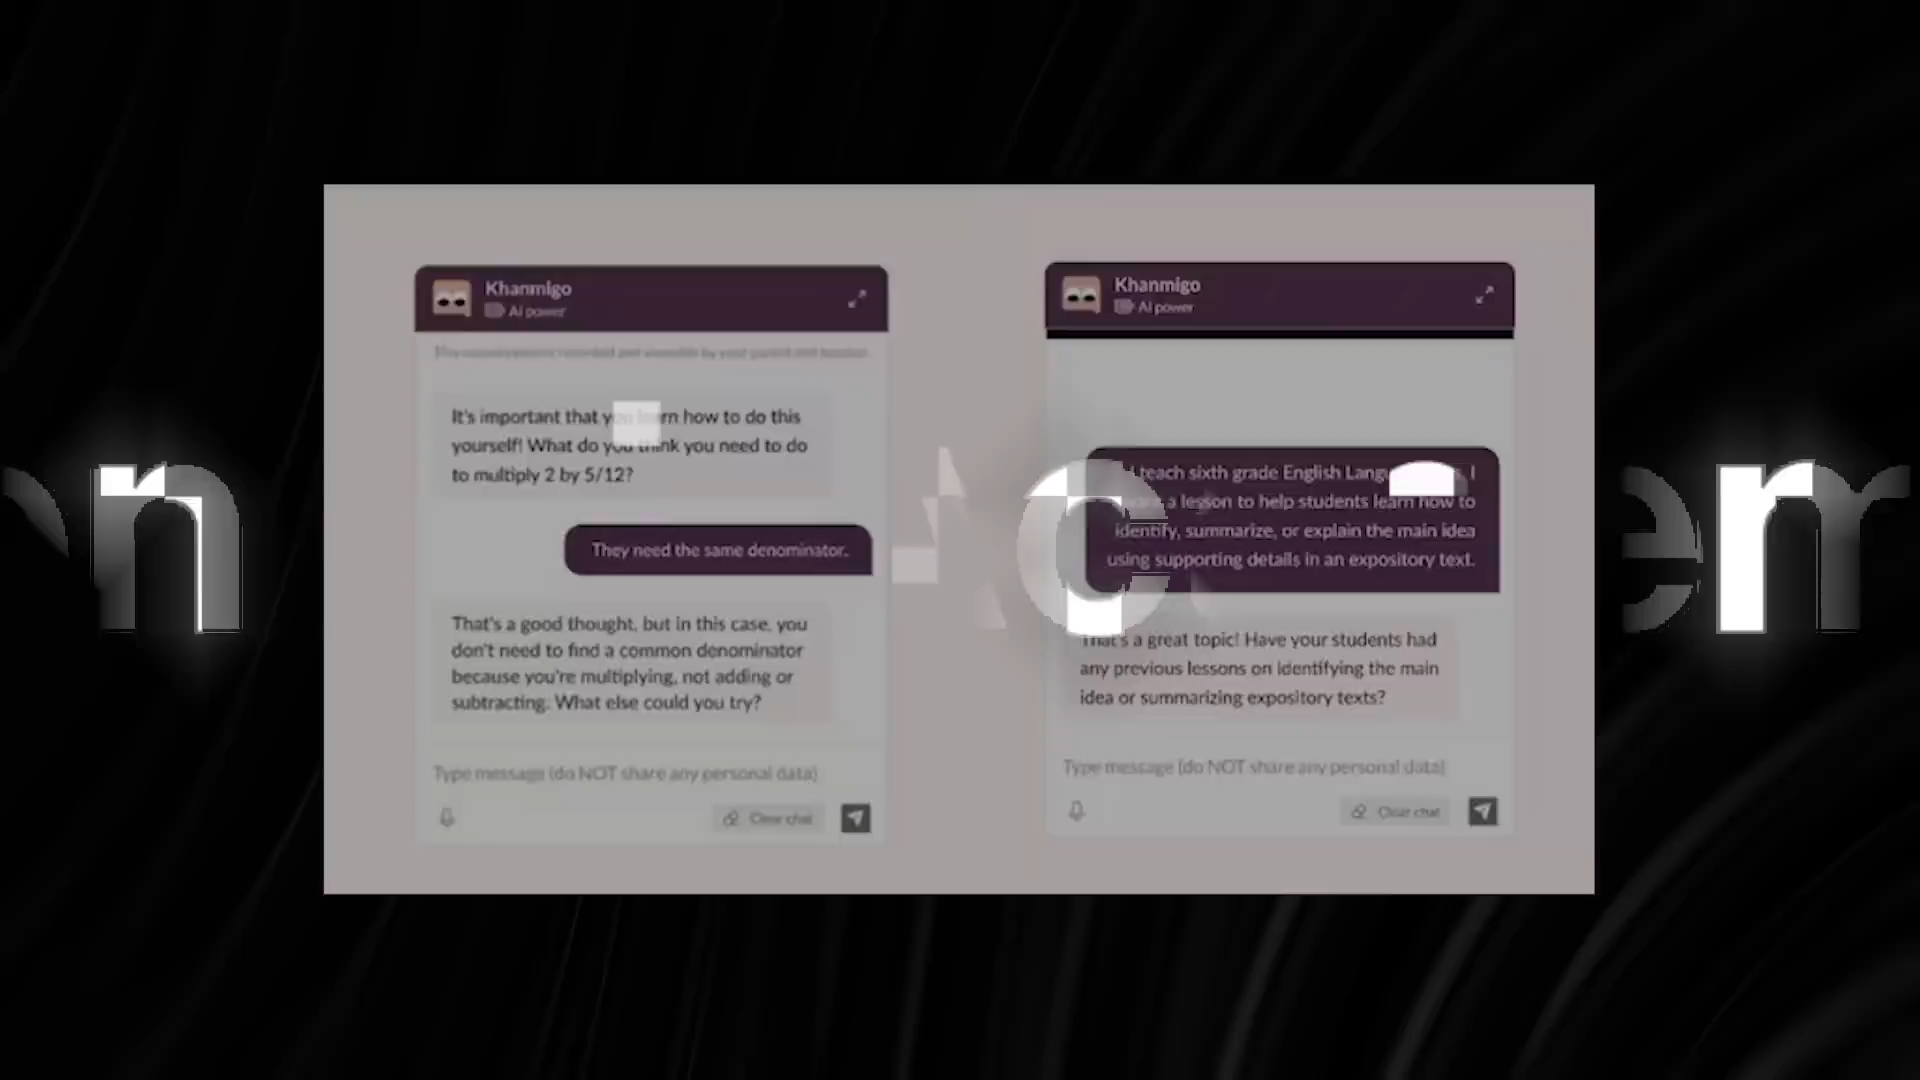 Khanmigo
AI power
It's important that you learn how to do this
yourself! What do you think you need to do
to multiply 2 by 5/12?
They need the same denominator.
That's a good thought, but in this case, you
don't need to find a common denominator
because you're multiplying, not adding or
subtracting. What else could you try?
Type message (do NOT share any personal data)
Clear chat
Khanmigo
AI power
I teach sixth grade English I
a lesson to help students learn how to
identify, summarize, or explain the main idea
using supporting details in an expository text.
That's a great topic! Have your students had
any previous lessons on identifying the main
idea or summarizing expository texts?
Type message (do NOT share any personal data)
Clear chat